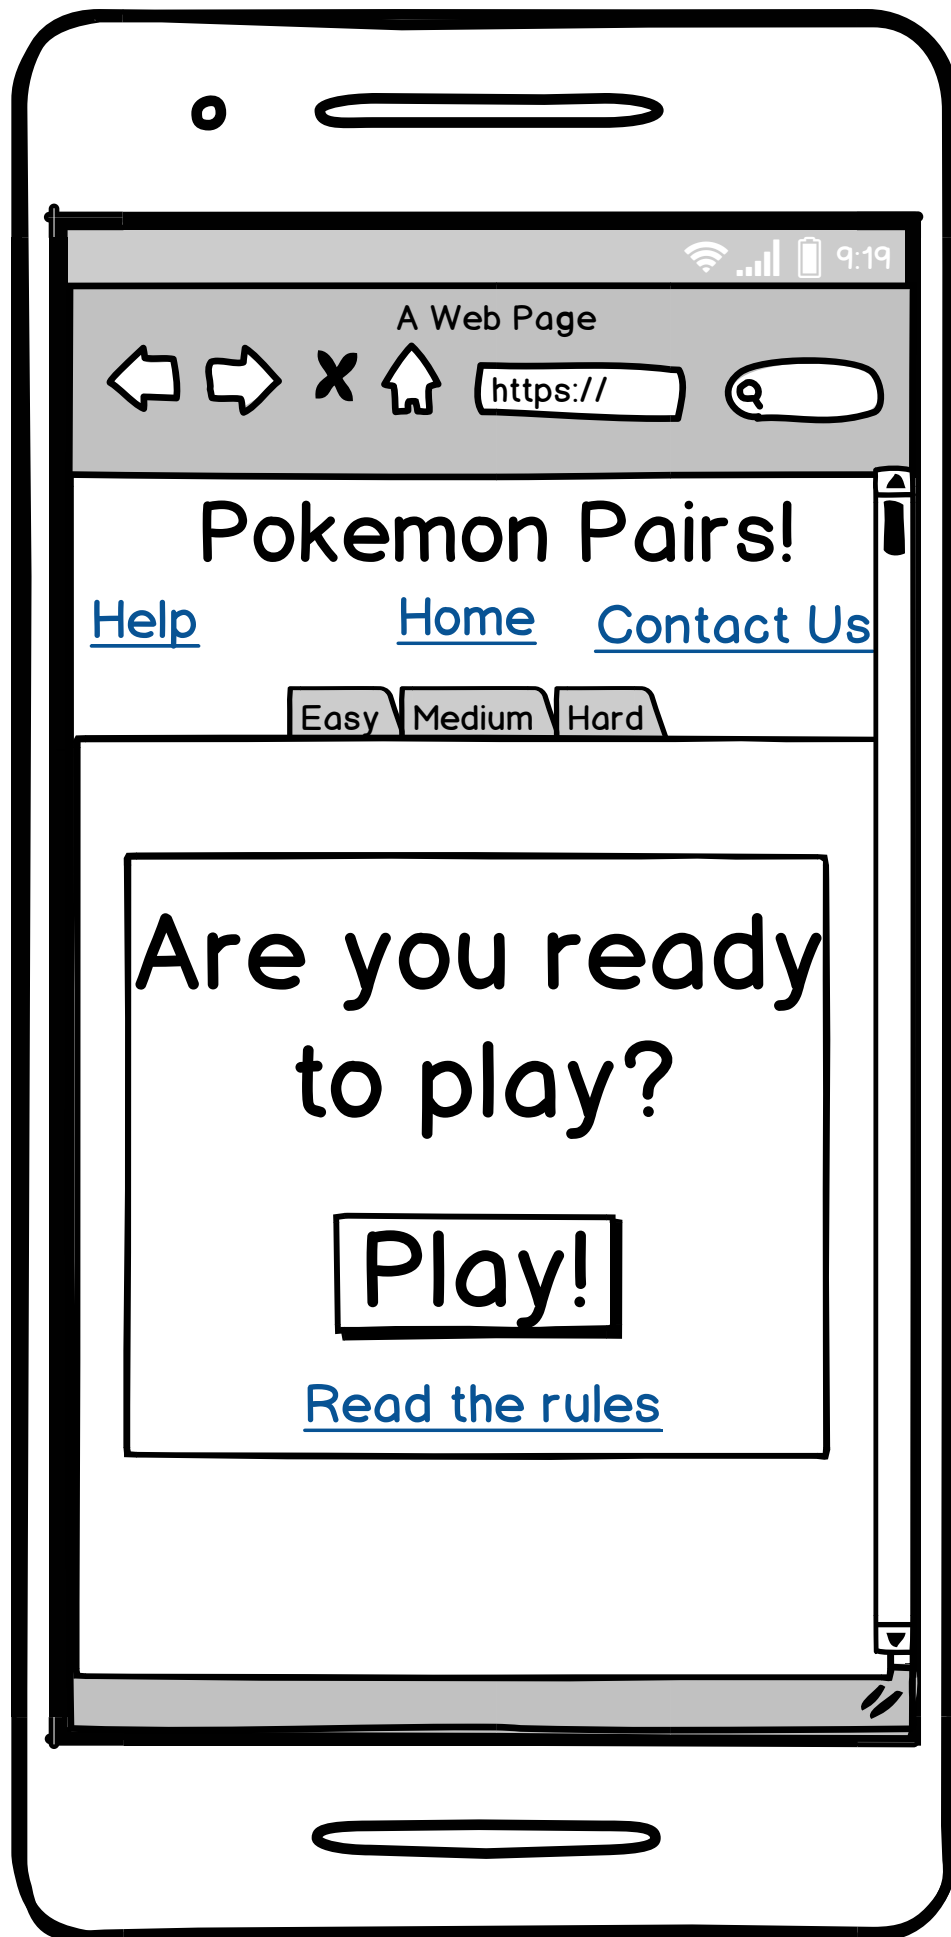 9:19
A Web Page
https://
Pokemon Pairs!
Help Home Contact Us
Easy Medium Hard
Are you ready
to play?
Play!
Read the rules